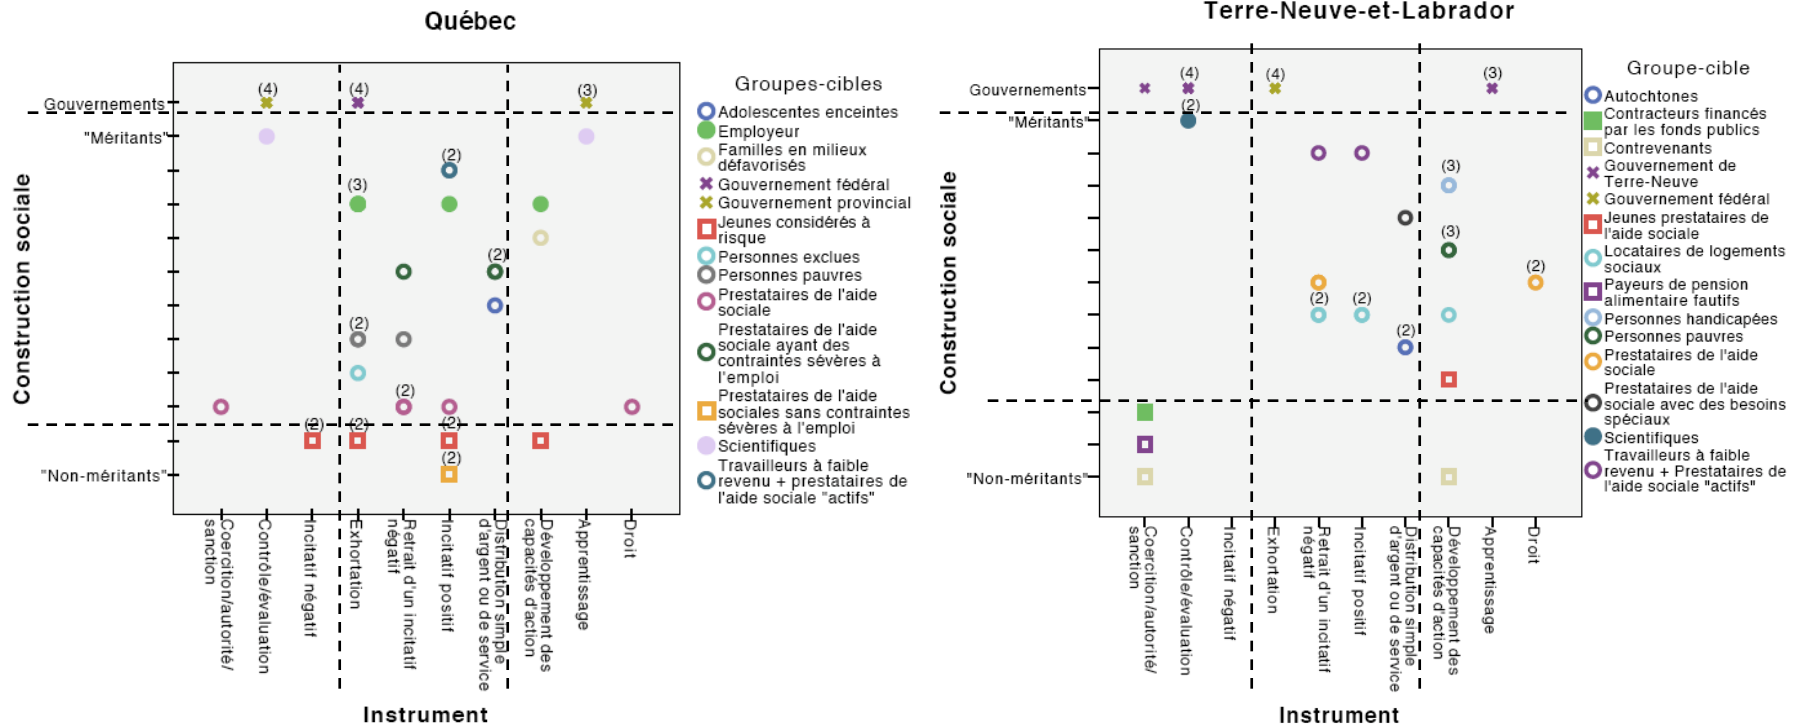 Québec
Construction sociale
Gouvernements
"Méritants"
"Non-méritants"
(4)
(4)
(3)
(2)
(3)
(2)
(2)
(2)
(2)
(2)
(2)
(2)
Coercition/autorité/
sanction
Contrôle/évaluation
Incitatif négatif
Exhortation
Retrait d'un incitatif
négatif
Incitatif positif
Distribution simple
d'argent ou de service
Développement des
capacités d'action
Apprentissage
Droit
Instrument
Groupes-cibles
Adolescentes enceintes
Employeur
Familles en milieux
défavorisés
Gouvernement fédéral
Gouvernement provincial
Jeunes considérés à
risque
Personnes exclues
Personnes pauvres
Prestataires de l'aide
sociale
Prestataires de l'aide
sociale ayant des
contraintes sévères à
l'emploi
Prestataires de l'aide
sociales sans contraintes
sévères à l'emploi
Scientifiques
Travailleurs à faible
revenu + prestataires de
l'aide sociale "actifs"
Terre-Neuve-et-Labrador
Construction sociale
Gouvernements
"Méritants"
"Non-méritants"
(4)
(4)
(3)
(2)
(3)
(3)
(2)
(2)
(2)
(2)
Coercition/autorité/
sanction
Contrôle/évaluation
Incitatif négatif
Exhortation
Retrait d'un incitatif
négatif
Incitatif positif
Distribution simple
d'argent ou de service
Développement des
capacités d'action
Apprentissage
Droit
Instrument
Groupe-cible
Autochtones
Contracteurs financés
par les fonds publics
Contrevenants
Gouvernement de
Terre-Neuve
Gouvernement fédéral
Jeunes prestataires de
l'aide sociale
Locataires de logements
sociaux
Payeurs de pension
alimentaire fautifs
Personnes handicapées
Personnes pauvres
Prestataires de l'aide
sociale
Prestataires de l'aide
sociale avec des besoins
spéciaux
Scientifiques
Travailleurs à faible
revenu + Prestataires de
l'aide sociale "actifs"